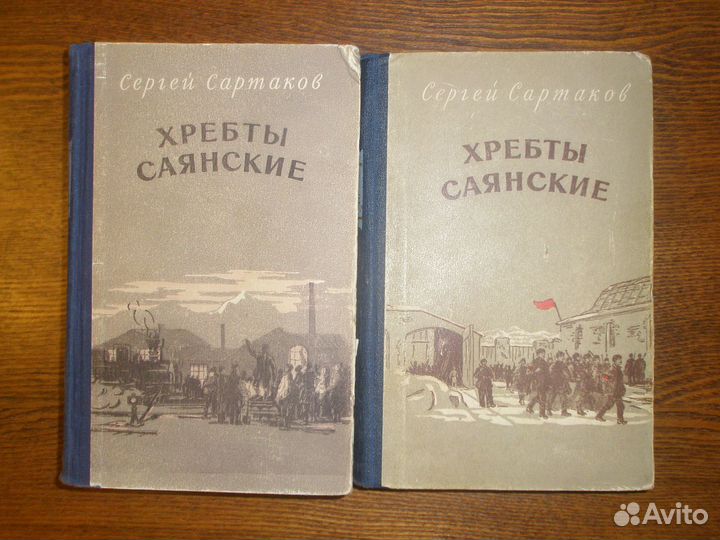 Сергей Сартаков
ХРЕБТЫ
САЯНСКИЕ
Сергей Сартаков
ХРЕБТЫ
САЯНСКИЕ
Avito